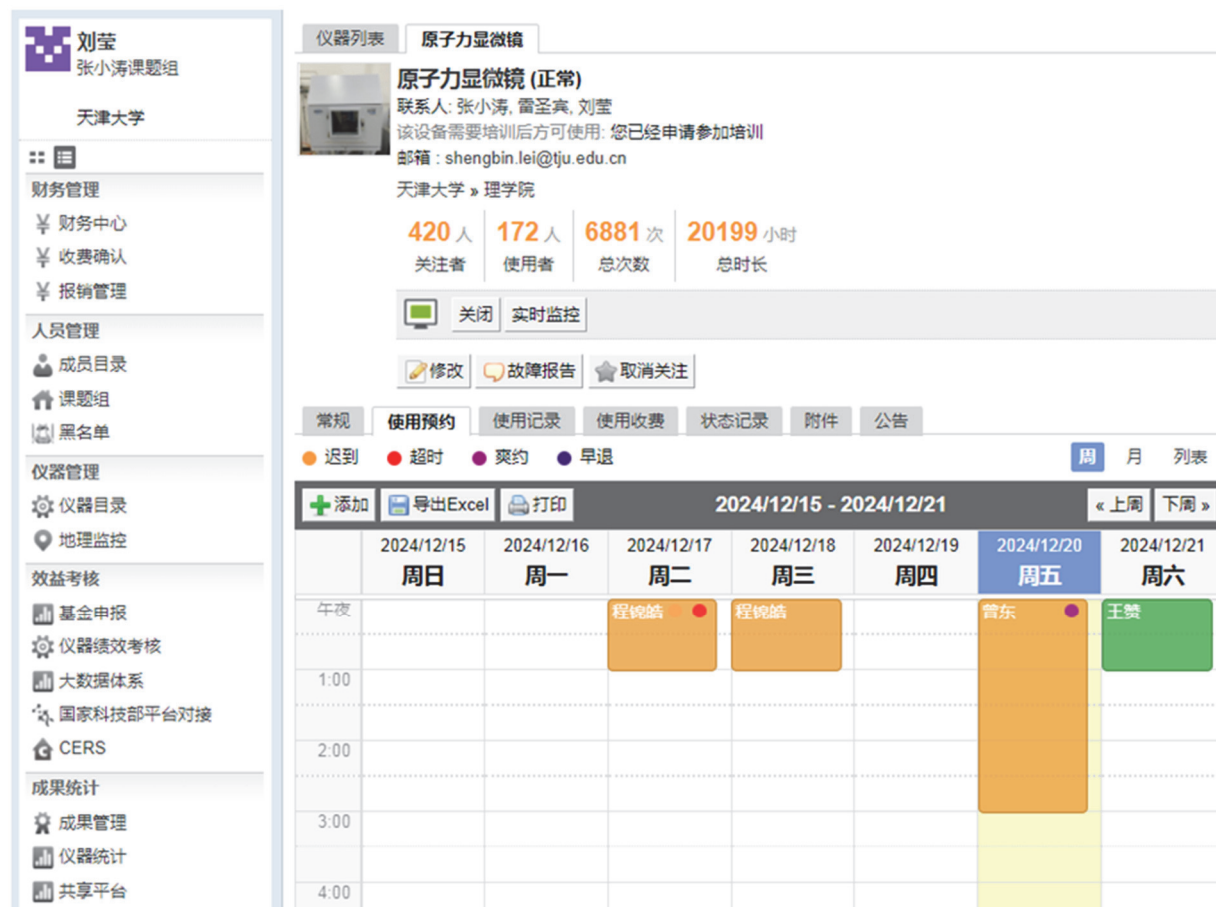 刘莹
张小涛课题组
天津大学
财务管理
财务中心
收费确认
报销管理
人员管理
成员目录
课题组
黑名单
仪器管理
仪器目录
地理监控
效益考核
基金申报
仪器绩效考核
大数据体系
国家科技部平台对接
CERS
成果统计
成果管理
仪器统计
共享平台
仪器列表 原子力显微镜
原子力显微镜 (正常)
联系人: 张小涛, 雷圣宾, 刘莹
该设备需要培训后方可使用: 您已经申请参加培训
邮箱 : shengbin.lei@tju.edu.cn
天津大学 » 理学院
420 人 172 人 6881 次 20199 小时
关注者 使用者 总次数 总时长
关闭 实时监控
修改 故障报告 取消关注
常规 使用预约 使用记录 使用收费 状态记录 附件 公告
迟到 超时 爽约 早退 周 月 列表
添加 导出Excel 打印 2024/12/15 - 2024/12/21 « 上周 下周 »
2024/12/15 2024/12/16 2024/12/17 2024/12/18 2024/12/19 2024/12/20 2024/12/21
周日 周一 周二 周三 周四 周五 周六
午夜 程锦皓 程锦皓 曾东 王赞
1:00
2:00
3:00
4:00